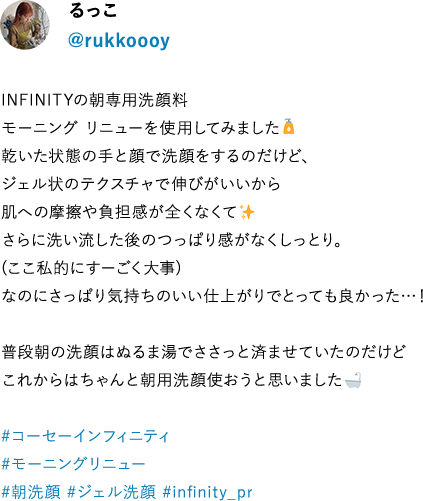 るっこ
@rukkoooy
INFINITYの朝専用洗顔料
モーニング リニューを使用してみました🧴
乾いた状態の手と顔で洗顔をするのだけど、
ジェル状のテクスチャで伸びがいいから
肌への摩擦や負担感が全くなくて✨
さらに洗い流した後のつっぱり感がなくしっとり。
(ここ私的にすーごく大事)
なのにさっぱり気持ちのいい仕上がりでとっても良かった…！
普段朝の洗顔はぬるま湯でささっと済ませていたのだけど
これからはちゃんと朝用洗顔使おうと思いました🛁
#コーセーインフィニティ
#モーニングリニュー
#朝洗顔 #ジェル洗顔 #infinity_pr